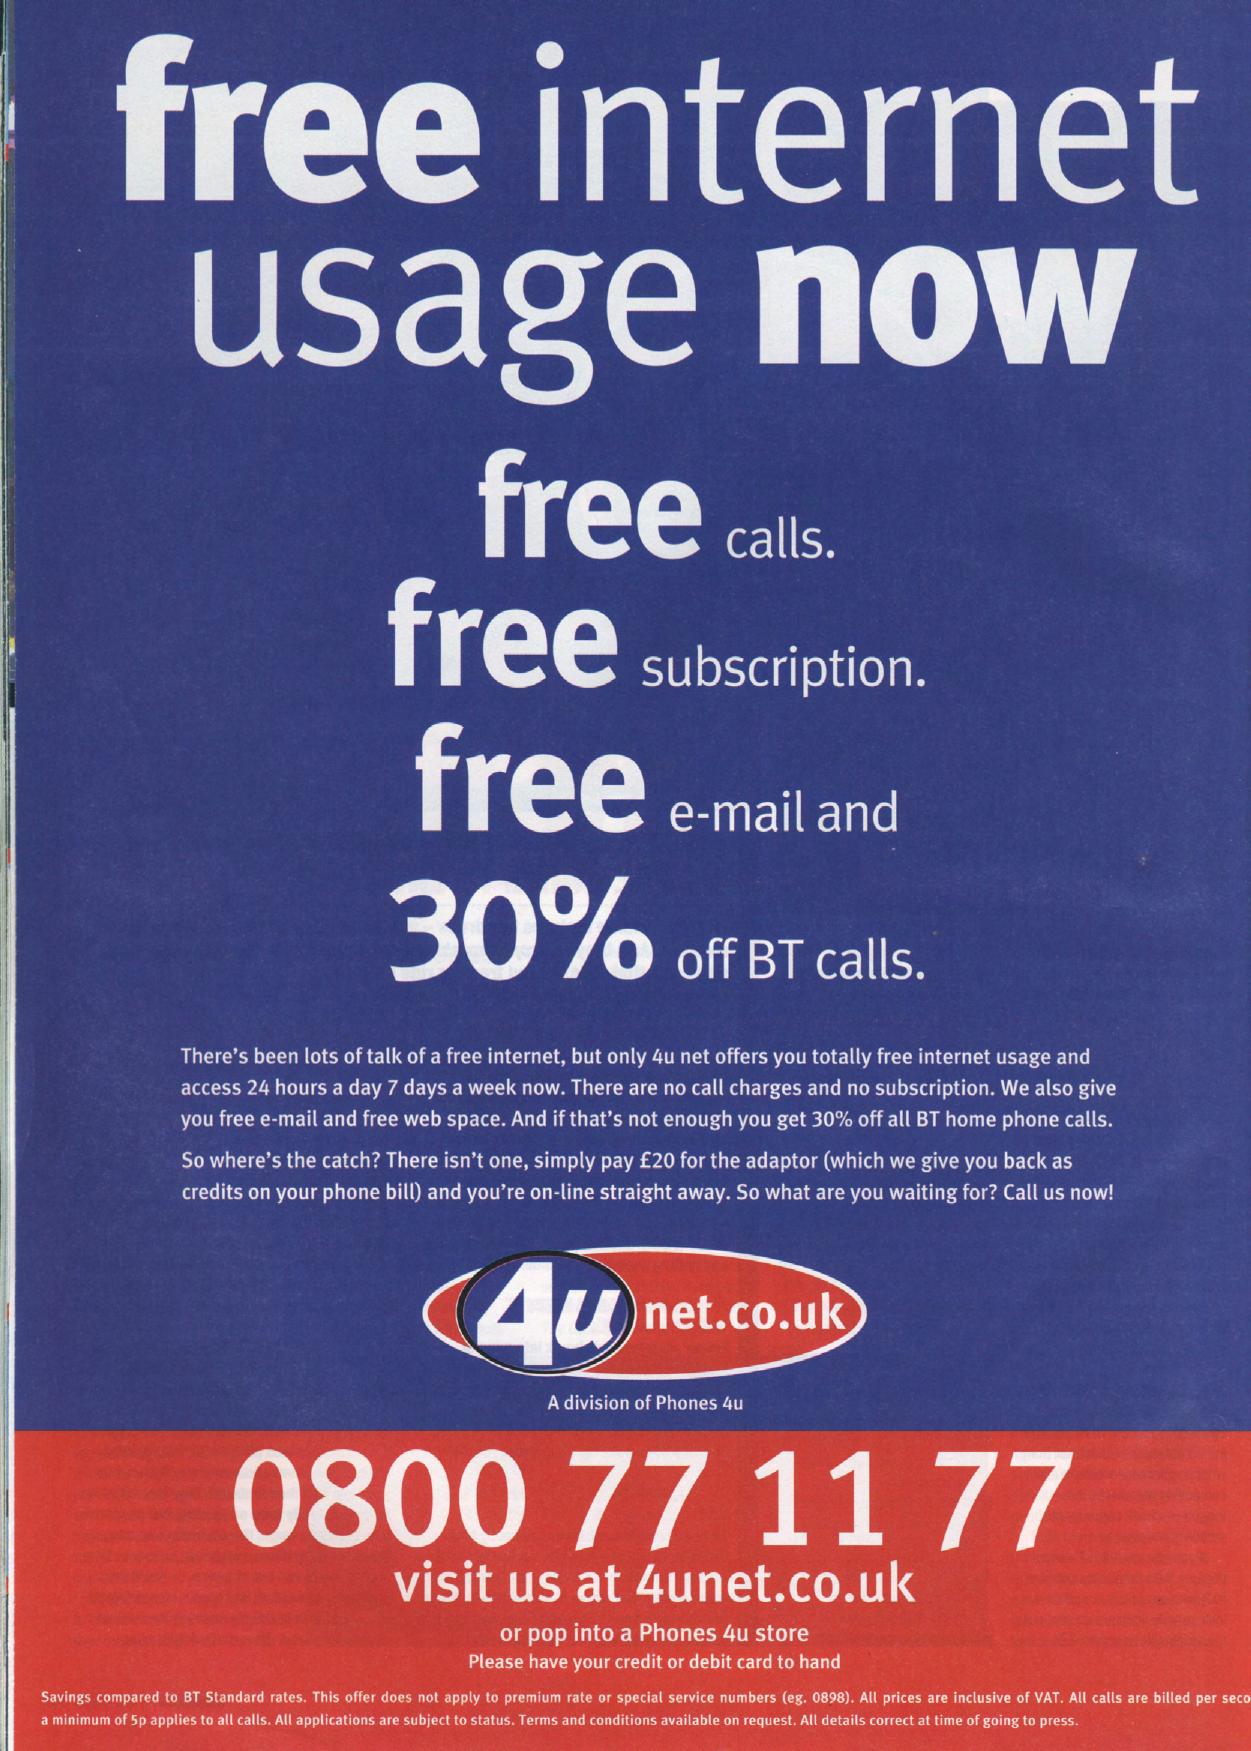 free internet
usage now
free calls.
free subscription.
free e-mail and
30% off BT calls.
There's been lots of talk of a free internet, but only 4u net offers you totally free internet usage and
access 24 hours a day 7 days a week now. There are no call charges and no subscription. We also give
you free e-mail and free web space. And if that's not enough you get 30% off all BT home phone calls.
So where's the catch? There isn't one, simply pay £20 for the adaptor (which we give you back as
credits on your phone bill) and you're on-line straight away. So what are you waiting for? Call us now!
4u net.co.uk
A division of Phones 4u
0800 77 11 77
visit us at 4unet.co.uk
or pop into a Phones 4u store
Please have your credit or debit card to hand
Savings compared to BT Standard rates. This offer does not apply to premium rate or special service numbers (eg. 0898). All prices are inclusive of VAT. All calls are billed per seco
a minimum of 5p applies to all calls. All applications are subject to status. Terms and conditions available on request. All details correct at time of going to press.